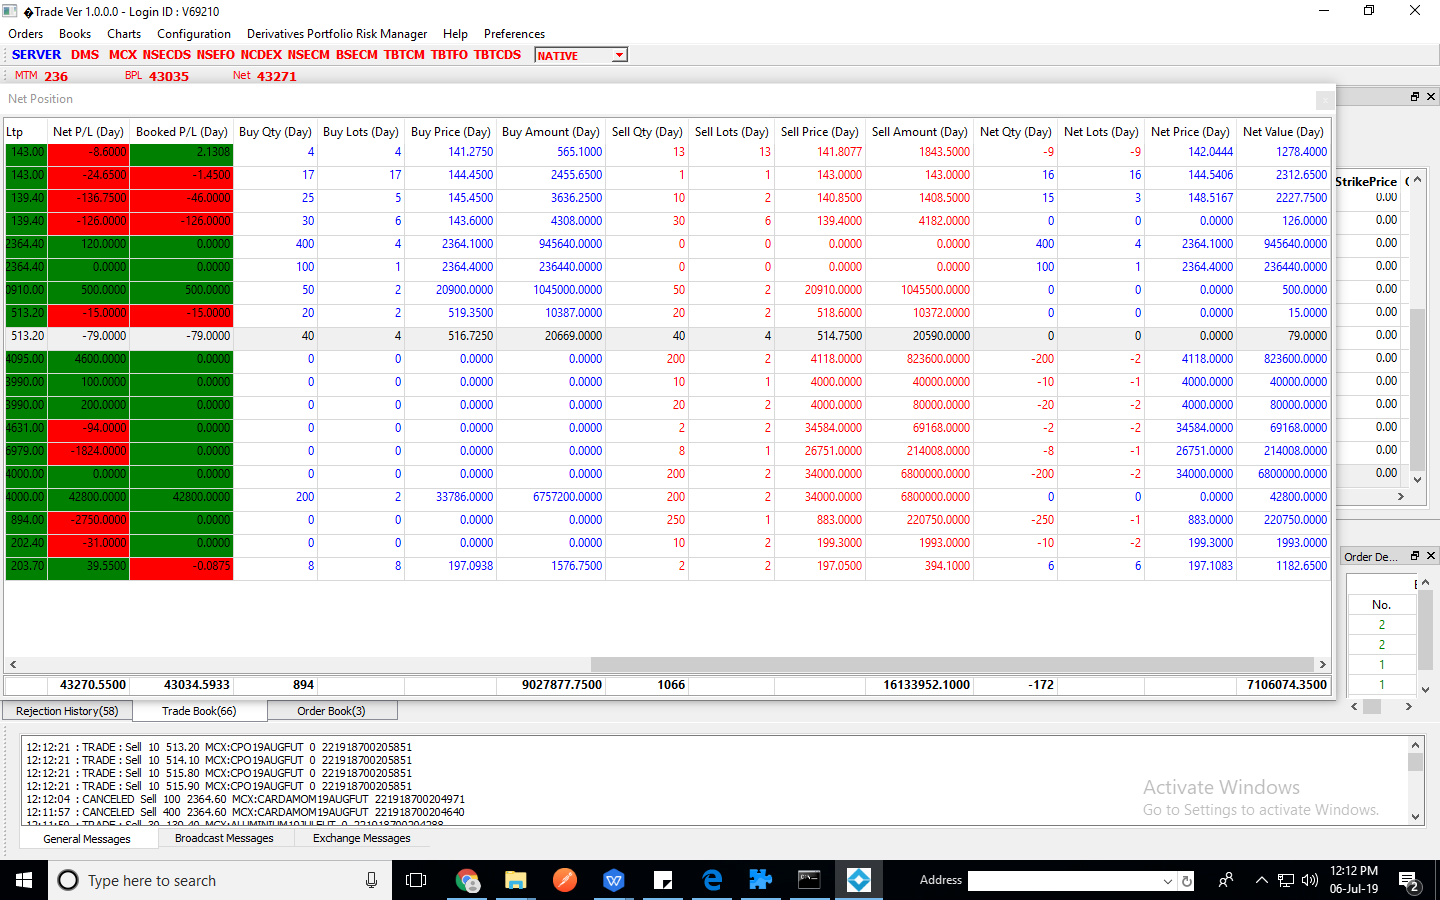 �Trade Ver 1.0.0.0 - Login ID : V69210
Orders Books Charts Configuration Derivatives Portfolio Risk Manager Help Preferences
SERVER DMS MCX NSECDS NSEFO NCDEX NSECM BSECM TBTCM TBTFO TBTCDS NATIVE
MTM 236 BPL 43035 Net 43271
Net Position
Ltp Net P/L (Day) Booked P/L (Day) Buy Qty (Day) Buy Lots (Day) Buy Price (Day) Buy Amount (Day) Sell Qty (Day) Sell Lots (Day) Sell Price (Day) Sell Amount (Day) Net Qty (Day) Net Lots (Day) Net Price (Day) Net Value (Day)
143.00 -8.6000 2.1308 4 4 141.2750 565.1000 13 13 141.8077 1843.5000 -9 -9 142.0444 1278.4000
143.00 -24.6500 -1.4500 17 17 144.4500 2455.6500 1 1 143.0000 143.0000 16 16 144.5406 2312.6500
139.40 -136.7500 -46.0000 25 5 145.4500 3636.2500 10 2 140.8500 1408.5000 15 3 148.5167 2227.7500
139.40 -126.0000 -126.0000 30 6 143.6000 4308.0000 30 6 139.4000 4182.0000 0 0 0.0000 126.0000
2364.40 120.0000 0.0000 400 4 2364.1000 945640.0000 0 0 0.0000 0.0000 400 4 2364.1000 945640.0000
2364.40 0.0000 0.0000 100 1 2364.4000 236440.0000 0 0 0.0000 0.0000 100 1 2364.4000 236440.0000
0910.00 500.0000 500.0000 50 2 20900.0000 1045000.0000 50 2 20910.0000 1045500.0000 0 0 0.0000 500.0000
513.20 -15.0000 -15.0000 20 2 519.3500 10387.0000 20 2 518.6000 10372.0000 0 0 0.0000 15.0000
513.20 -79.0000 -79.0000 40 4 516.7250 20669.0000 40 4 514.7500 20590.0000 0 0 0.0000 79.0000
4095.00 4600.0000 0.0000 0 0 0.0000 0.0000 200 2 4118.0000 823600.0000 -200 -2 4118.0000 823600.0000
3990.00 100.0000 0.0000 0 0 0.0000 0.0000 10 1 4000.0000 40000.0000 -10 -1 4000.0000 40000.0000
3990.00 200.0000 0.0000 0 0 0.0000 0.0000 20 2 4000.0000 80000.0000 -20 -2 4000.0000 80000.0000
4631.00 -94.0000 0.0000 0 0 0.0000 0.0000 2 2 34584.0000 69168.0000 -2 -2 34584.0000 69168.0000
6979.00 -1824.0000 0.0000 0 0 0.0000 0.0000 8 1 26751.0000 214008.0000 -8 -1 26751.0000 214008.0000
4000.00 0.0000 0.0000 0 0 0.0000 0.0000 200 2 34000.0000 6800000.0000 -200 -2 34000.0000 6800000.0000
4000.00 42800.0000 42800.0000 200 2 33786.0000 6757200.0000 200 2 34000.0000 6800000.0000 0 0 0.0000 42800.0000
894.00 -2750.0000 0.0000 0 0 0.0000 0.0000 250 1 883.0000 220750.0000 -250 -1 883.0000 220750.0000
202.40 -31.0000 0.0000 0 0 0.0000 0.0000 10 2 199.3000 1993.0000 -10 -2 199.3000 1993.0000
203.70 39.5500 -0.0875 8 8 197.0938 1576.7500 2 2 197.0500 394.1000 6 6 197.1083 1182.6500
43270.5500 43034.5933 894 9027877.7500 1066 16133952.1000 -172 7106074.3500
StrikePrice
0.00
0.00
0.00
0.00
0.00
0.00
0.00
0.00
0.00
0.00
0.00
0.00
0.00
Order De...
No.
2
2
1
1
Rejection History(58) Trade Book(66) Order Book(3)
12:12:21 : TRADE : Sell 10 513.20 MCX:CPO19AUGFUT 0 221918700205851
12:12:21 : TRADE : Sell 10 514.10 MCX:CPO19AUGFUT 0 221918700205851
12:12:21 : TRADE : Sell 10 515.80 MCX:CPO19AUGFUT 0 221918700205851
12:12:21 : TRADE : Sell 10 515.90 MCX:CPO19AUGFUT 0 221918700205851
12:12:04 : CANCELED Sell 100 2364.60 MCX:CARDAMOM19AUGFUT 221918700204971
12:11:57 : CANCELED Sell 400 2364.60 MCX:CARDAMOM19AUGFUT 221918700204640
12:11:50 : TRADE : Sell 30 139.40 MCX:ALUMINIUM19JULFUT 0 221918700204288
General Messages Broadcast Messages Exchange Messages
Activate Windows
Go to Settings to activate Windows.
Type here to search
Address
12:12 PM
06-Jul-19
2